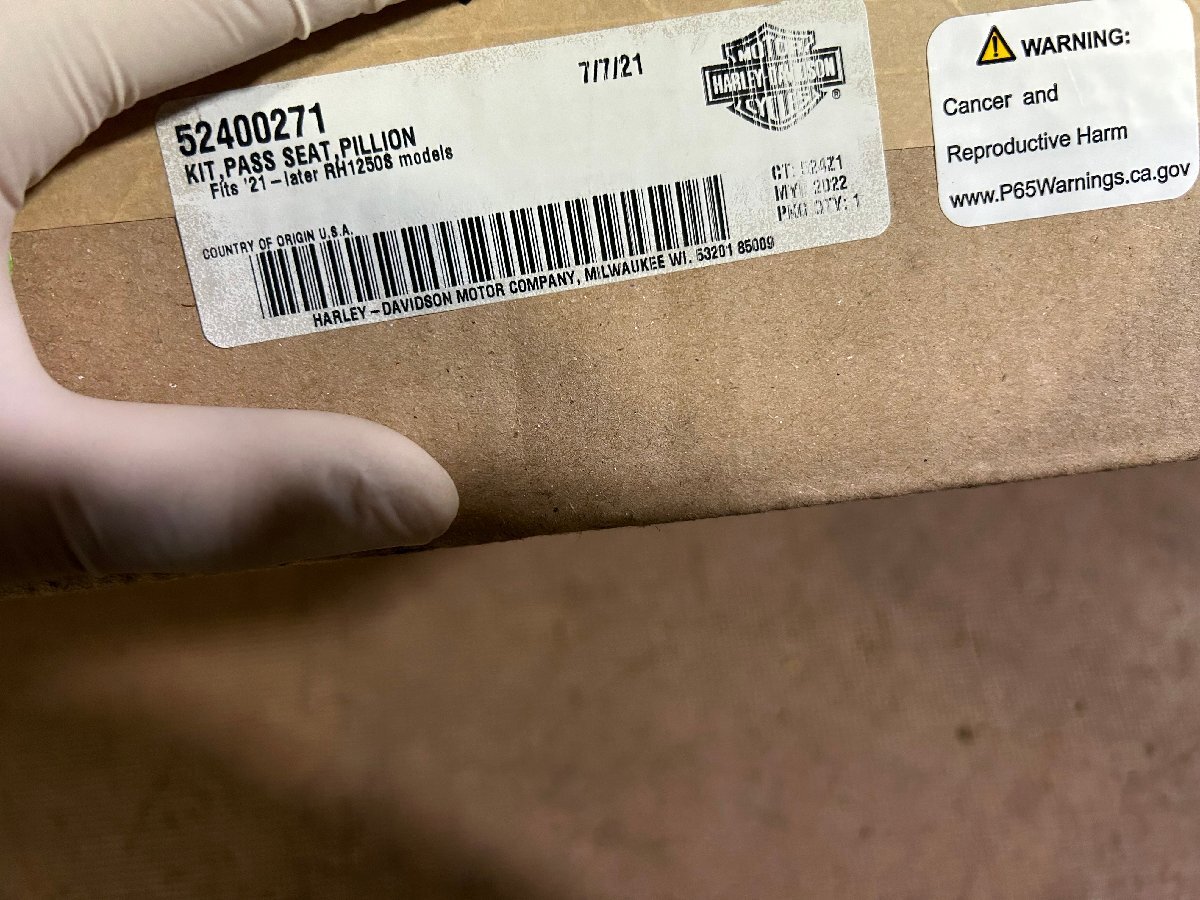 7/7/21
MOTOR
HARLEY-DAVIDSON
CYCLES
®
52400271
KIT,PASS SEAT,PILLION
Fits '21-later RH1250S models
CT: 52421
MYF 2022
PKG QTY: 1
COUNTRY OF ORIGIN U.S.A.
HARLEY-DAVIDSON MOTOR COMPANY, MILWAUKEE WI. 53201 85009
WARNING:
Cancer and
Reproductive Harm
www.P65Warnings.ca.gov